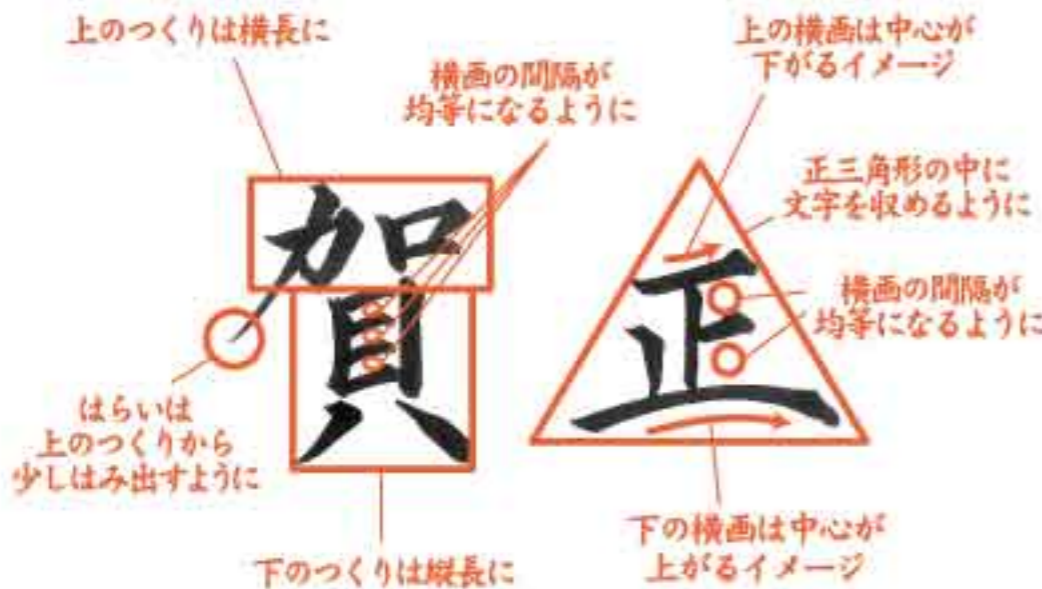 上のつくりは横長に
横画の間隔が
均等になるように
賀
はらいは
上のつくりから
少しはみ出すように
下のつくりは縦長に
上の横画は中心が
下がるイメージ
正三角形の中に
文字を収めるように
正
横画の間隔が
均等になるように
下の横画は中心が
上がるイメージ